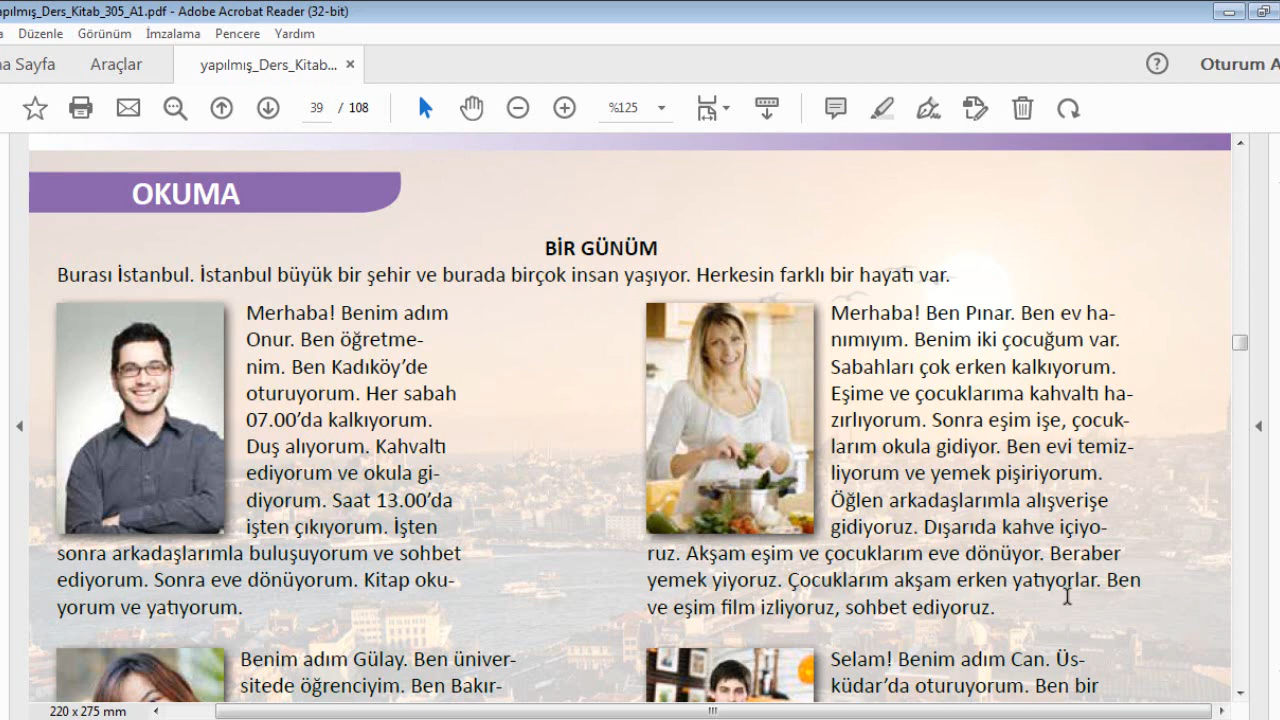 apılmış_Ders_Kitab_305_A1.pdf - Adobe Acrobat Reader (32-bit)
Düzenle Görünüm İmzalama Pencere Yardım
a Sayfa Araçlar yapılmış_Ders_Kitab... × ? Oturum A
39 / 108 %125
OKUMA
BİR GÜNÜM
Burası İstanbul. İstanbul büyük bir şehir ve burada birçok insan yaşıyor. Herkesin farklı bir hayatı var.
Merhaba! Benim adım
Onur. Ben öğretme-
nim. Ben Kadıköy’de
oturuyorum. Her sabah
07.00’da kalkıyorum.
Duş alıyorum. Kahvaltı
ediyorum ve okula gi-
diyorum. Saat 13.00’da
işten çıkıyorum. İşten
sonra arkadaşlarımla buluşuyorum ve sohbet
ediyorum. Sonra eve dönüyorum. Kitap oku-
yorum ve yatıyorum.
Merhaba! Ben Pınar. Ben ev ha-
nımıyım. Benim iki çocuğum var.
Sabahları çok erken kalkıyorum.
Eşime ve çocuklarıma kahvaltı ha-
zırlıyorum. Sonra eşim işe, çocuk-
larım okula gidiyor. Ben evi temiz-
liyorum ve yemek pişiriyorum.
Öğlen arkadaşlarımla alışverişe
gidiyoruz. Dışarıda kahve içiyo-
ruz. Akşam eşim ve çocuklarım eve dönüyor. Beraber
yemek yiyoruz. Çocuklarım akşam erken yatıyorlar. Ben
ve eşim film izliyoruz, sohbet ediyoruz.
Benim adım Gülay. Ben üniver-
sitede öğrenciyim. Ben Bakır-
Selam! Benim adım Can. Üs-
küdar’da oturuyorum. Ben bir
220 x 275 mm